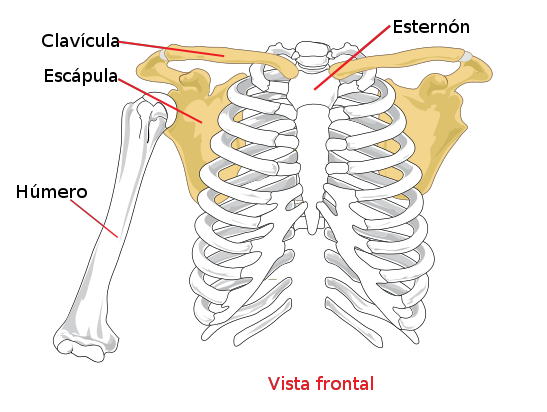 Esternón
Clavícula
Escápula
Húmero
Vista frontal